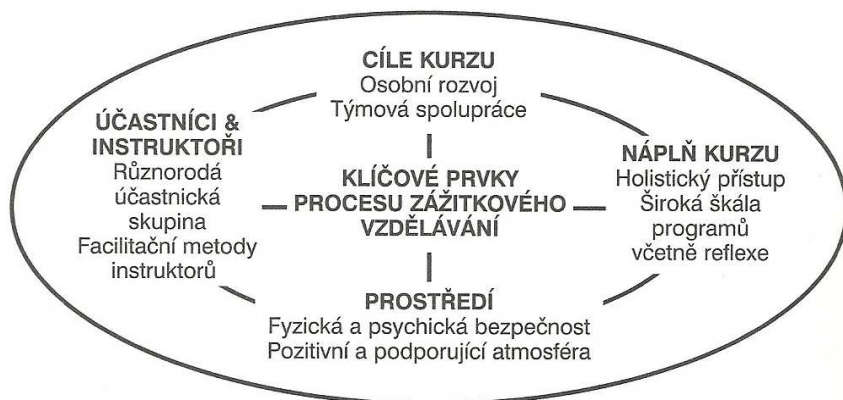 CÍLE KURZU
Osobní rozvoj
Týmová spolupráce
ÚČASTNÍCI &
INSTRUKTOŘI
Různorodá
účastnická
skupina
Facilitační metody
instruktorů
KLÍČOVÉ PRVKY
PROCESU ZÁŽITKOVÉHO
VZDĚLÁVÁNÍ
NÁPLŇ KURZU
Holistický přístup
Široká škála
programů
včetně reflexe
PROSTŘEDÍ
Fyzická a psychická bezpečnost
Pozitivní a podporující atmosféra